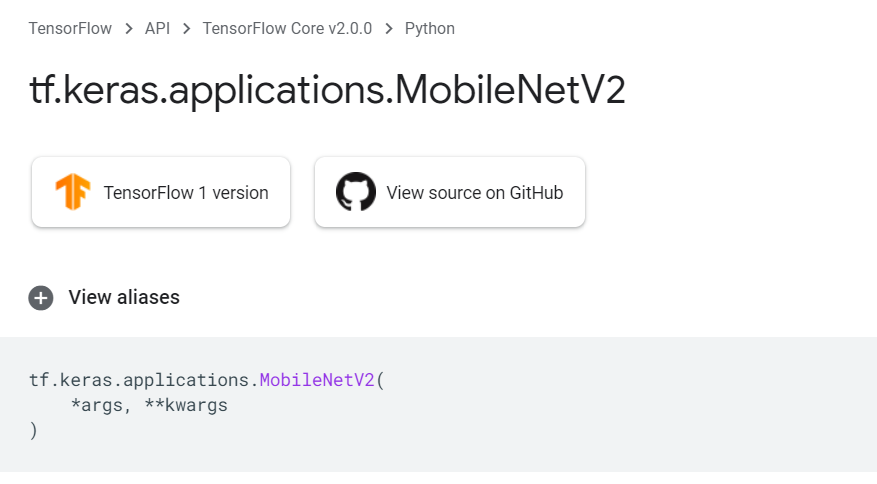 TensorFlow > API > TensorFlow Core v2.0.0 > Python
tf.keras.applications.MobileNetV2
TensorFlow 1 version
View source on GitHub
View aliases
tf.keras.applications.MobileNetV2(
    *args, **kwargs
)